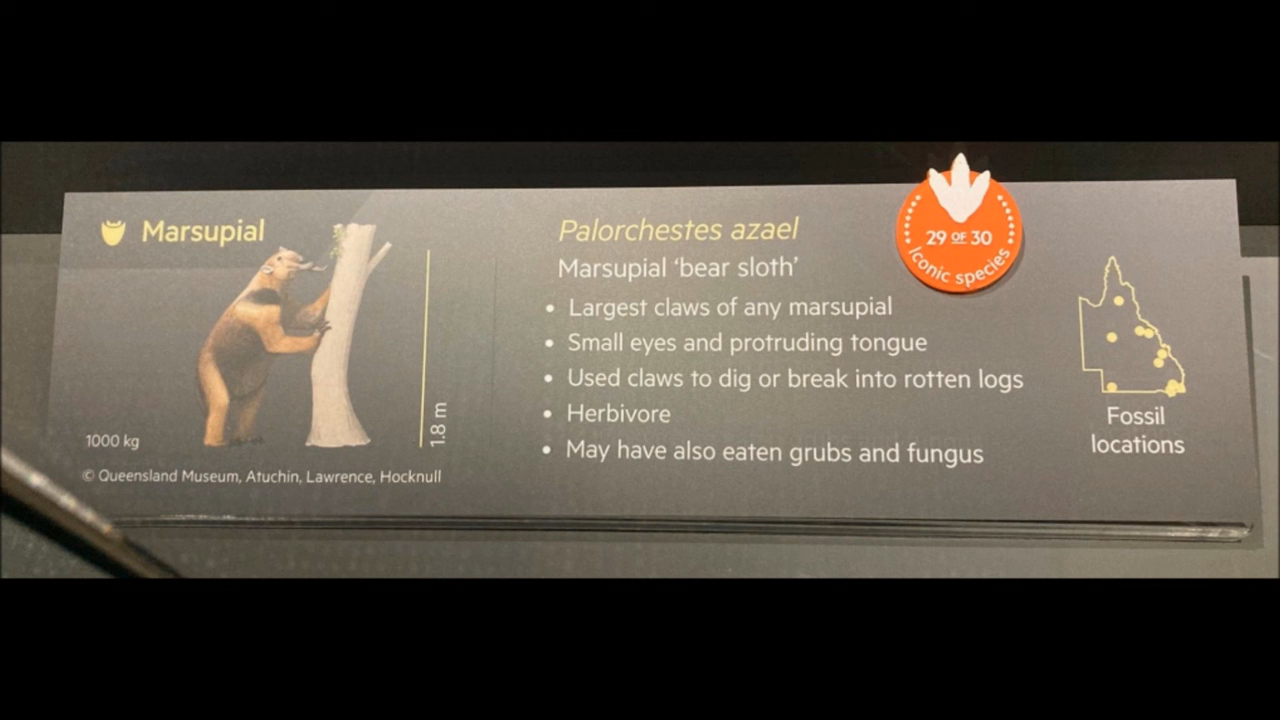 Marsupial
1000 kg
1.8 m
© Queensland Museum, Atuchin, Lawrence, Hocknull
Palorchestes azael
Marsupial ‘bear sloth’
• Largest claws of any marsupial
• Small eyes and protruding tongue
• Used claws to dig or break into rotten logs
• Herbivore
• May have also eaten grubs and fungus
29 OF 30
Iconic species
Fossil
locations